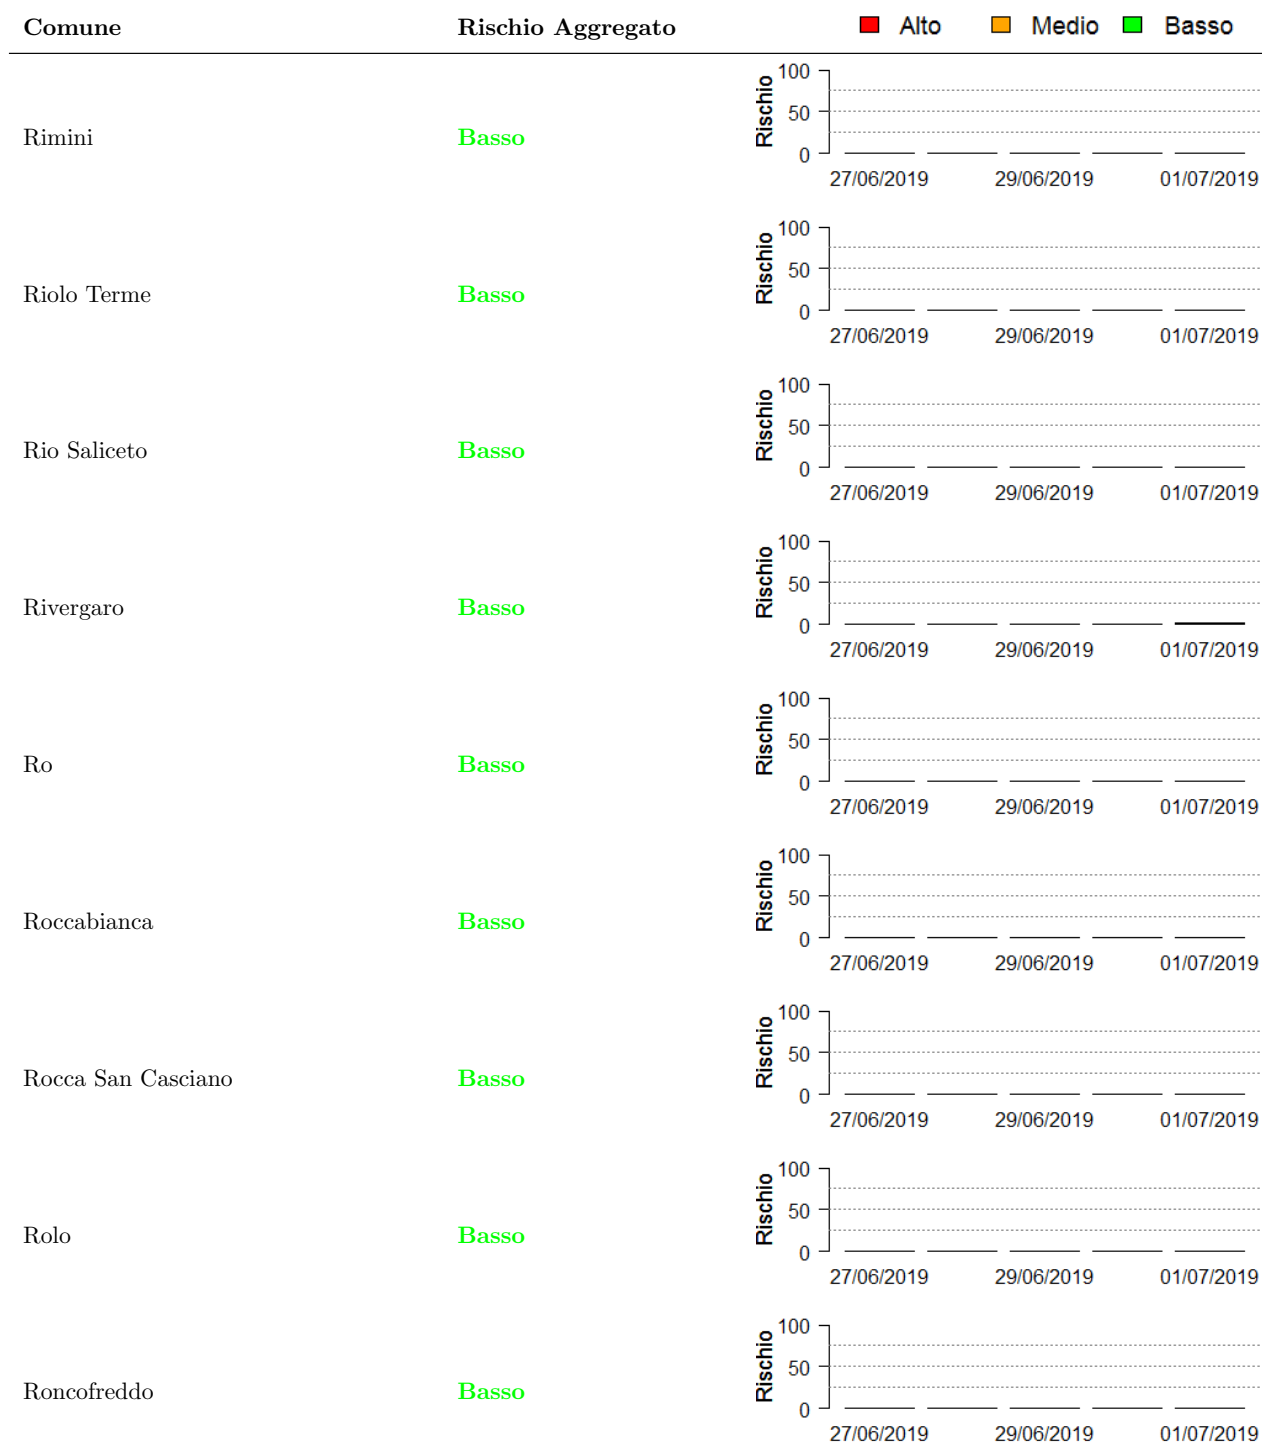 Comune Rischio Aggregato Alto Medio Basso
Rimini Basso
Rischio
100
50
0
27/06/2019 29/06/2019 01/07/2019
Riolo Terme Basso
Rischio
100
50
0
27/06/2019 29/06/2019 01/07/2019
Rio Saliceto Basso
Rischio
100
50
0
27/06/2019 29/06/2019 01/07/2019
Rivergaro Basso
Rischio
100
50
0
27/06/2019 29/06/2019 01/07/2019
Ro Basso
Rischio
100
50
0
27/06/2019 29/06/2019 01/07/2019
Roccabianca Basso
Rischio
100
50
0
27/06/2019 29/06/2019 01/07/2019
Rocca San Casciano Basso
Rischio
100
50
0
27/06/2019 29/06/2019 01/07/2019
Rolo Basso
Rischio
100
50
0
27/06/2019 29/06/2019 01/07/2019
Roncofreddo Basso
Rischio
100
50
0
27/06/2019 29/06/2019 01/07/2019